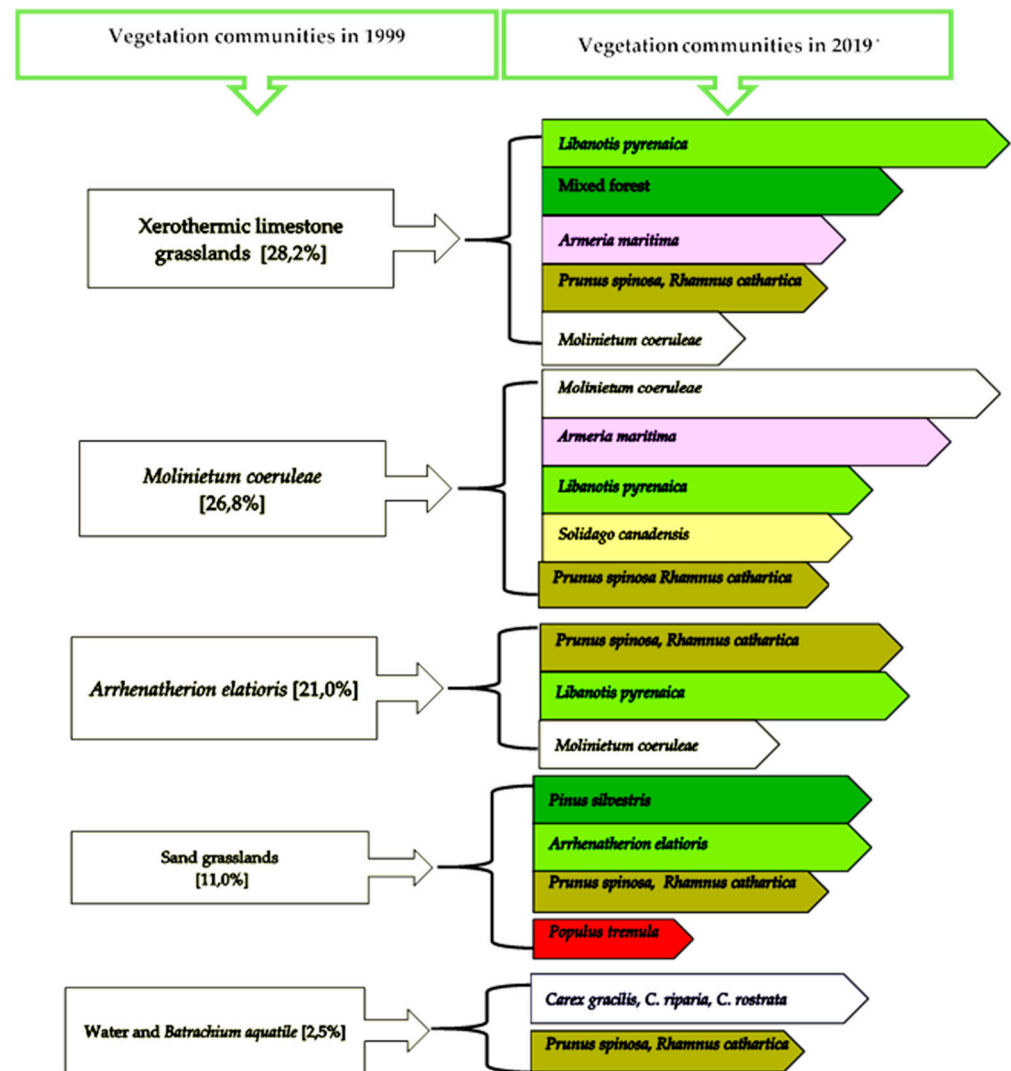 Vegetation communities in 1999
Vegetation communities in 2019
Xerothermic limestone
grasslands [28,2%]
Libanotis pyrenaica
Mixed forest
Armeria maritima
Prunus spinosa, Rhamnus cathartica
Molinietum coeruleae
Molinietum coeruleae
[26,8%]
Molinietum coeruleae
Armeria maritima
Libanotis pyrenaica
Solidago canadensis
Prunus spinosa Rhamnus cathartica
Arrhenatherion elatioris [21,0%]
Prunus spinosa, Rhamnus cathartica
Libanotis pyrenaica
Molinietum coeruleae
Sand grasslands
[11,0%]
Pinus silvestris
Arrhenatherion elatioris
Prunus spinosa, Rhamnus cathartica
Populus tremula
Water and Batrachium aquatile [2,5%]
Carex gracilis, C. riparia, C. rostrata
Prunus spinosa, Rhamnus cathartica